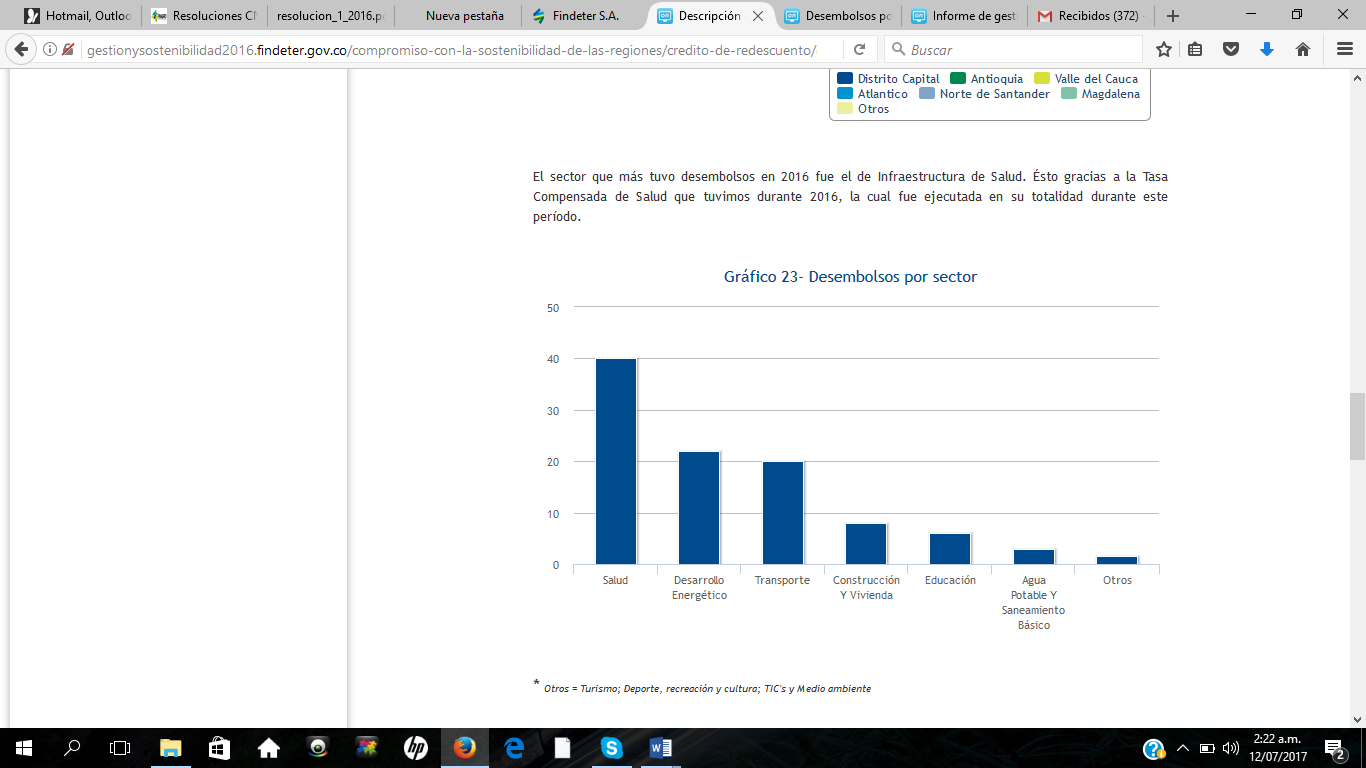 Hotmail, Outloo
Resoluciones CN
resolucion_1_2016.p
Nueva pestaña
Findeter S.A.
Descripción
Desembolsos po
Informe de gesti
Recibidos (372) -
gestionysostenibilidad2016.findeter.gov.co/compromiso-con-la-sostenibilidad-de-las-regiones/credito-de-redescuento/
Buscar
Distrito Capital Antioquia Valle del Cauca
Atlantico Norte de Santander Magdalena
Otros
El sector que más tuvo desembolsos en 2016 fue el de Infraestructura de Salud. Ésto gracias a la Tasa
Compensada de Salud que tuvimos durante 2016, la cual fue ejecutada en su totalidad durante este
período.
Gráfico 23- Desembolsos por sector
50
40
30
20
10
0
Salud
Desarrollo
Energético
Transporte
Construcción
Y Vivienda
Educación
Agua
Potable Y
Saneamiento
Básico
Otros
* Otros = Turismo; Deporte, recreación y cultura; TIC's y Medio ambiente
2:22 a.m.
12/07/2017
2